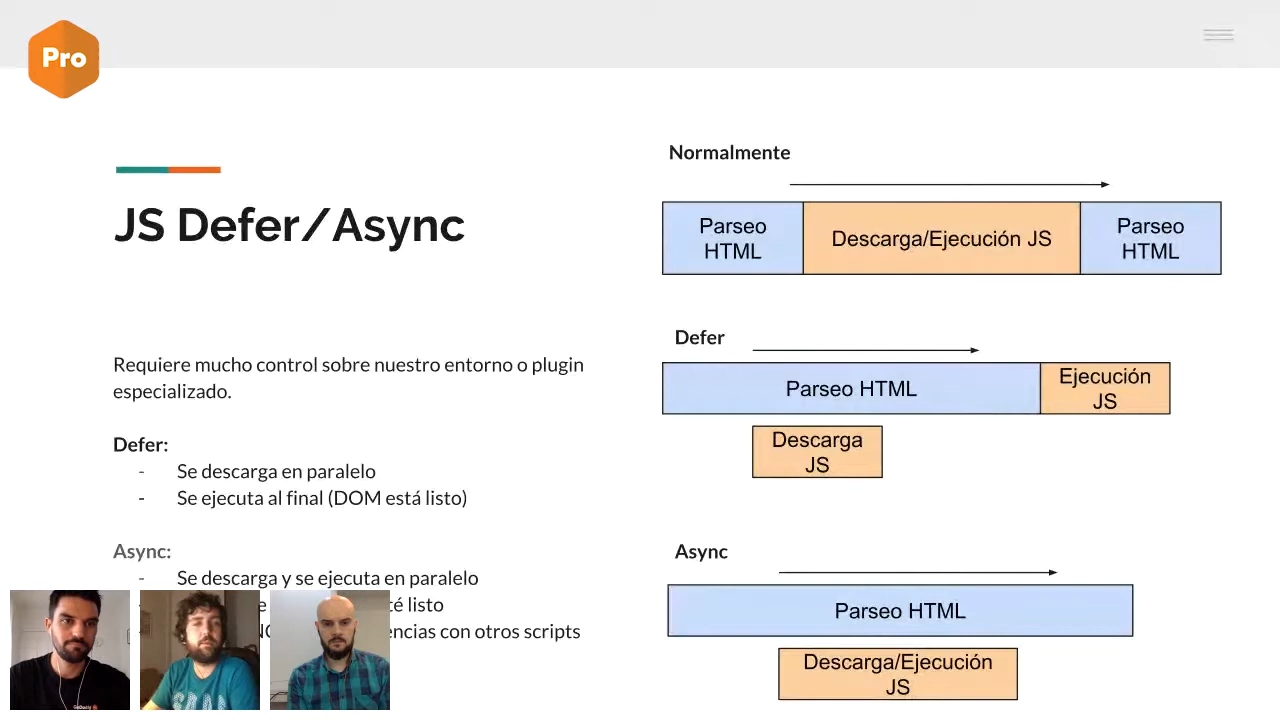 Pro
JS Defer/Async
Requiere mucho control sobre nuestro entorno o plugin
especializado.
Defer:
- Se descarga en paralelo
- Se ejecuta al final (DOM está listo)
Async:
- Se descarga y se ejecuta en paralelo
listo
con otros scripts
Normalmente
Parseo
HTML
Descarga/Ejecución JS
Parseo
HTML
Defer
Parseo HTML
Ejecución
JS
Descarga
JS
Async
Parseo HTML
Descarga/Ejecución
JS